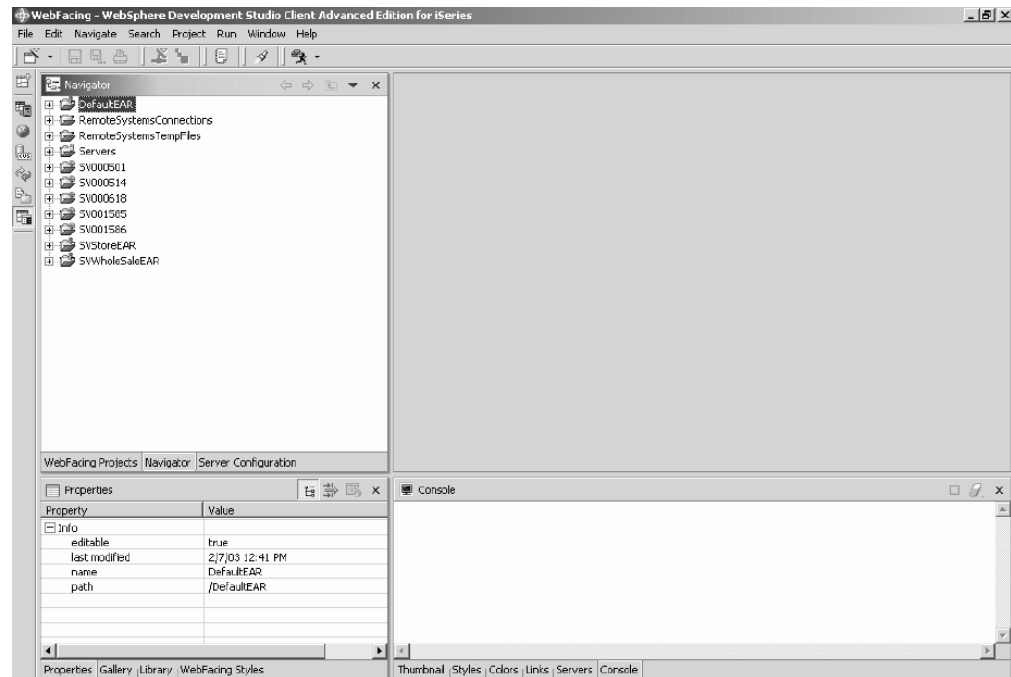 WebFacing - WebSphere Development Studio Client Advanced Edition for iSeries
File Edit Navigate Search Project Run Window Help
Navigator
DefaultEAR
RemoteSystemsConnections
RemoteSystemsTempFiles
Servers
SV000501
SV000514
SV000618
SV001585
SV001586
SVStoreEAR
SVWholeSaleEAR
WebFacing Projects Navigator Server Configuration
Properties
Property Value
Info
editable true
last modified 2/7/03 12:41 PM
name DefaultEAR
path /DefaultEAR
Properties Gallery Library WebFacing Styles
Console
Thumbnail Styles Colors Links Servers Console